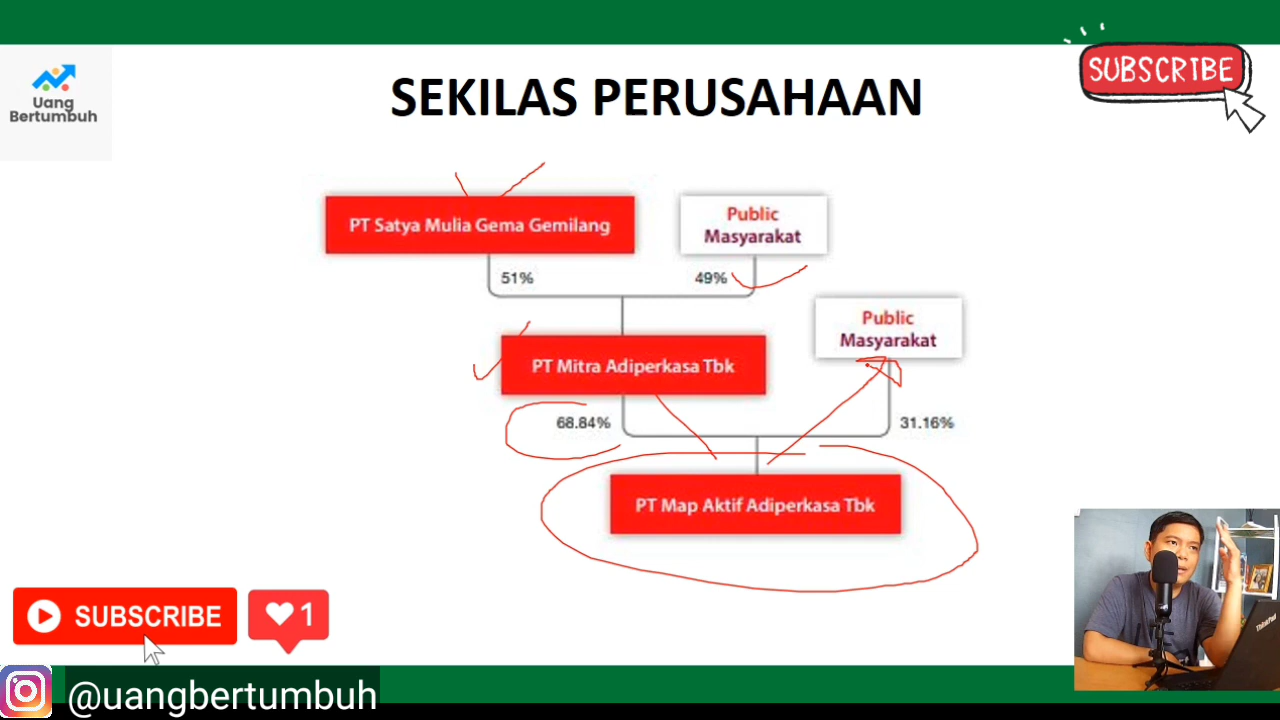 SUBSCRIBE
Uang
Bertumbuh
SEKILAS PERUSAHAAN
PT Satya Mulia Gema Gemilang
Public
Masyarakat
51%
49%
Public
Masyarakat
PT Mitra Adiperkasa Tbk
68.84%
31.16%
PT Map Aktif Adiperkasa Tbk
SUBSCRIBE
1
ThinkPad
@uangbertumbuh